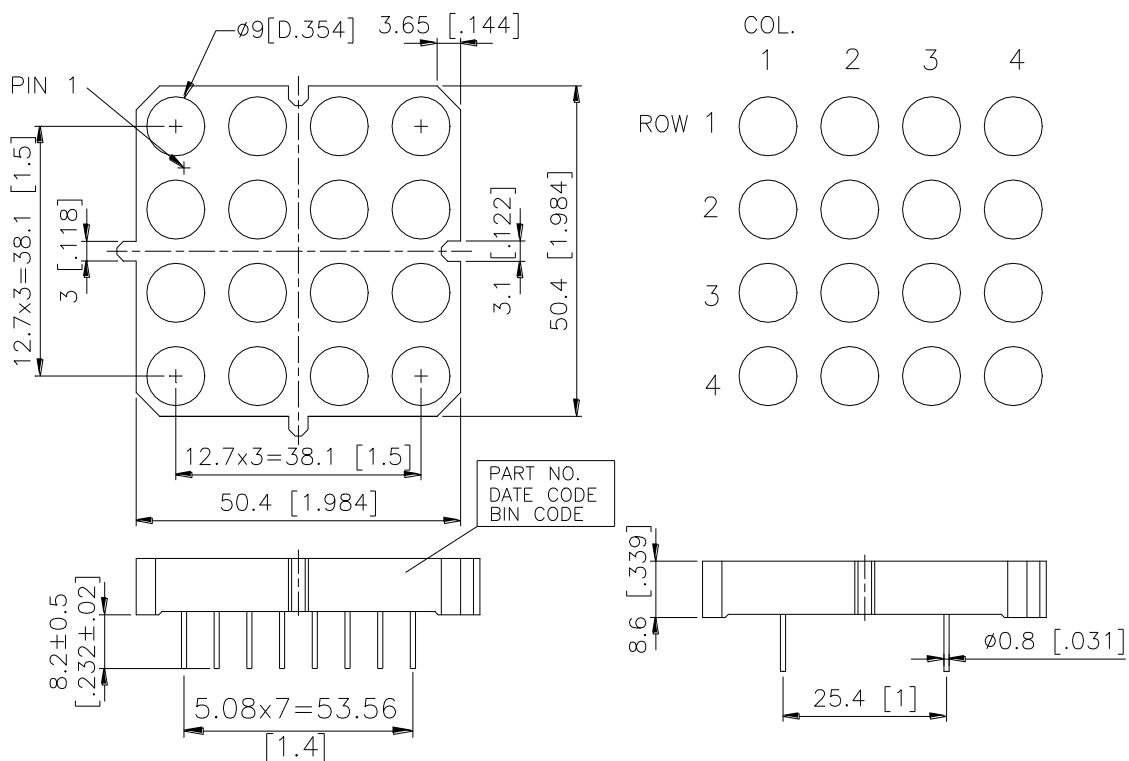 ø9[D.354]
3.65 [.144]
PIN 1
12.7x3=38.1 [1.5]
3 [.118]
3.1 [.122]
50.4 [1.984]
12.7x3=38.1 [1.5]
50.4 [1.984]
COL.
1 2 3 4
ROW 1
2
3
4
PART NO.
DATE CODE
BIN CODE
8.2±0.5
[.232±.02]
5.08x7=53.56
[1.4]
8.6 [.339]
ø0.8 [.031]
25.4 [1]